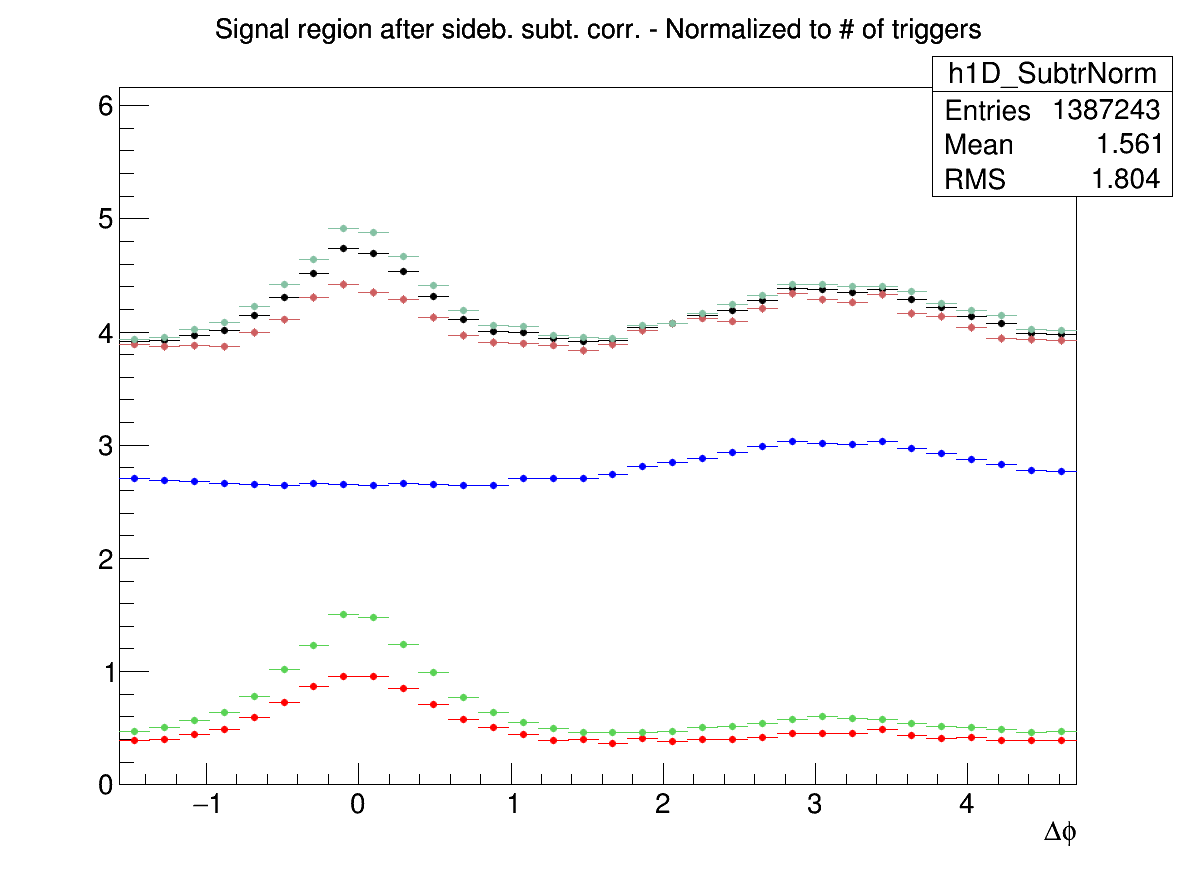 Signal region after sideb. subt. corr. - Normalized to # of triggers
h1D_SubtrNorm
Entries 1387243
Mean 1.561
RMS 1.804
6
5
4
3
2
1
0
−1 0 1 2 3 4
Δϕ